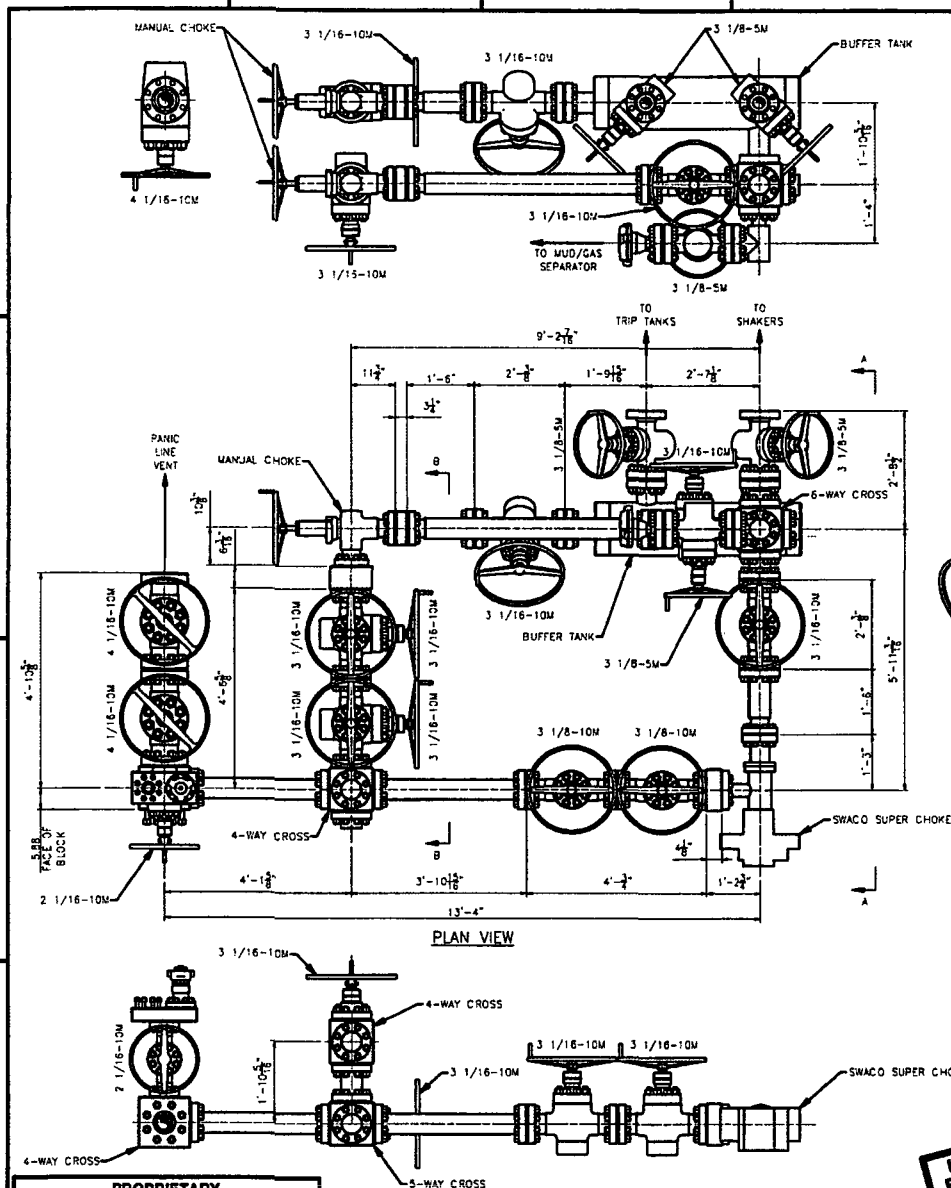 MANUAL CHOKE
3 1/16-10M
3 1/16-10M
3 1/8-5M
BUFFER TANK
4 1/16-10M
3 1/16-10M
3 1/16-10M
TO MUD/GAS
SEPARATOR
3 1/8-5M
1'-10 3/16"
1'-4"
TO
TRIP TANKS
TO
SHAKERS
9'-2 7/16"
11 3/4"
1'-6"
2'-3/8"
1'-9 15/16"
2'-7 1/8"
3 1/4"
A
PANIC
LINE
VENT
MANUAL CHOKE
B
3 1/8-5M
3 1/16-10M
3 1/8-5M
6-WAY CROSS
2'-8 1/2"
10 5/8"
3 1/16-10M
BUFFER TANK
3 1/8-5M
4 1/16-10M
4 1/16-10M
4'-10 5/8"
4'-6 5/8"
3 1/16-10M
3 1/16-10M
3 1/16-10M
3 1/16-10M
3 1/16-10M
2'-3/8"
5'-11 3/16"
1'-6"
1'-3"
3 1/8-10M
3 1/8-10M
4-WAY CROSS
SWACO SUPER CHOKE
5.88
FACE OF
BLOCK
B
4 1/8"
A
2 1/16-10M
4'-1 5/8"
3'-10 15/16"
4'-3/4"
1'-2 3/4"
13'-4"
PLAN VIEW
3 1/16-10M
4-WAY CROSS
2 1/16-10M
1'-10 5/16"
3 1/16-10M
3 1/16-10M
3 1/16-10M
SWACO SUPER CHO
4-WAY CROSS
5-WAY CROSS
PROPRIETARY